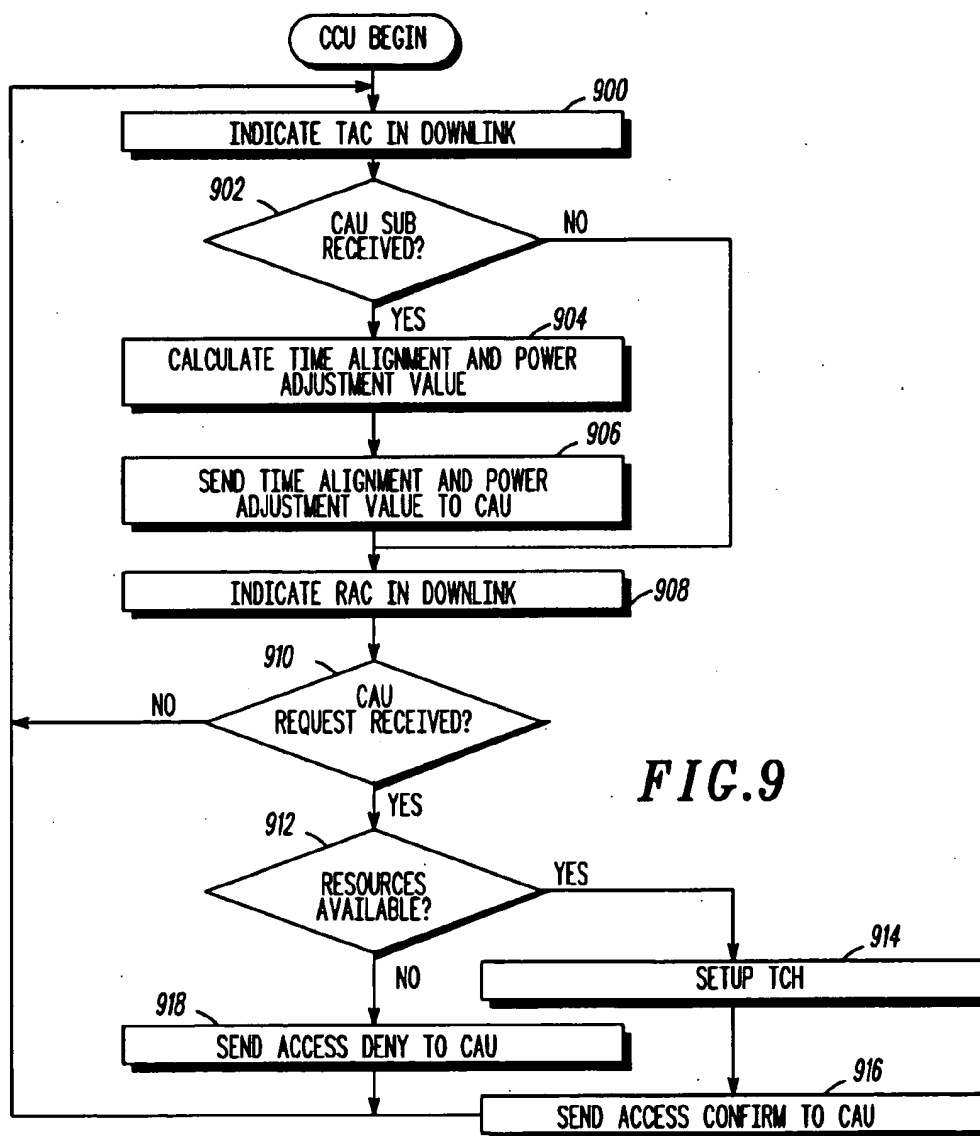 CCU BEGIN
900
INDICATE TAC IN DOWNLINK
902
CAU SUB
RECEIVED?
NO
YES
904
CALCULATE TIME ALIGNMENT AND POWER
ADJUSTMENT VALUE
906
SEND TIME ALIGNMENT AND POWER
ADJUSTMENT VALUE TO CAU
INDICATE RAC IN DOWNLINK
908
910
CAU
REQUEST RECEIVED?
NO
YES
FIG.9
912
RESOURCES
AVAILABLE?
YES
NO
914
SETUP TCH
918
SEND ACCESS DENY TO CAU
916
SEND ACCESS CONFIRM TO CAU